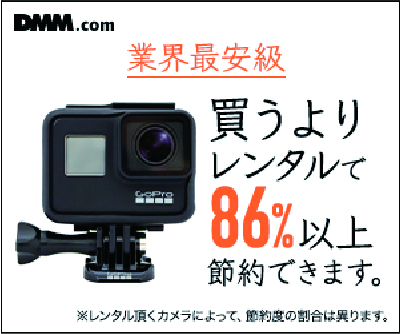 DMM.com
業界最安級
買うより
レンタルで
86%以上
節約できます。
GoPro
※レンタル頂くカメラによって、節約度の割合は異ります。